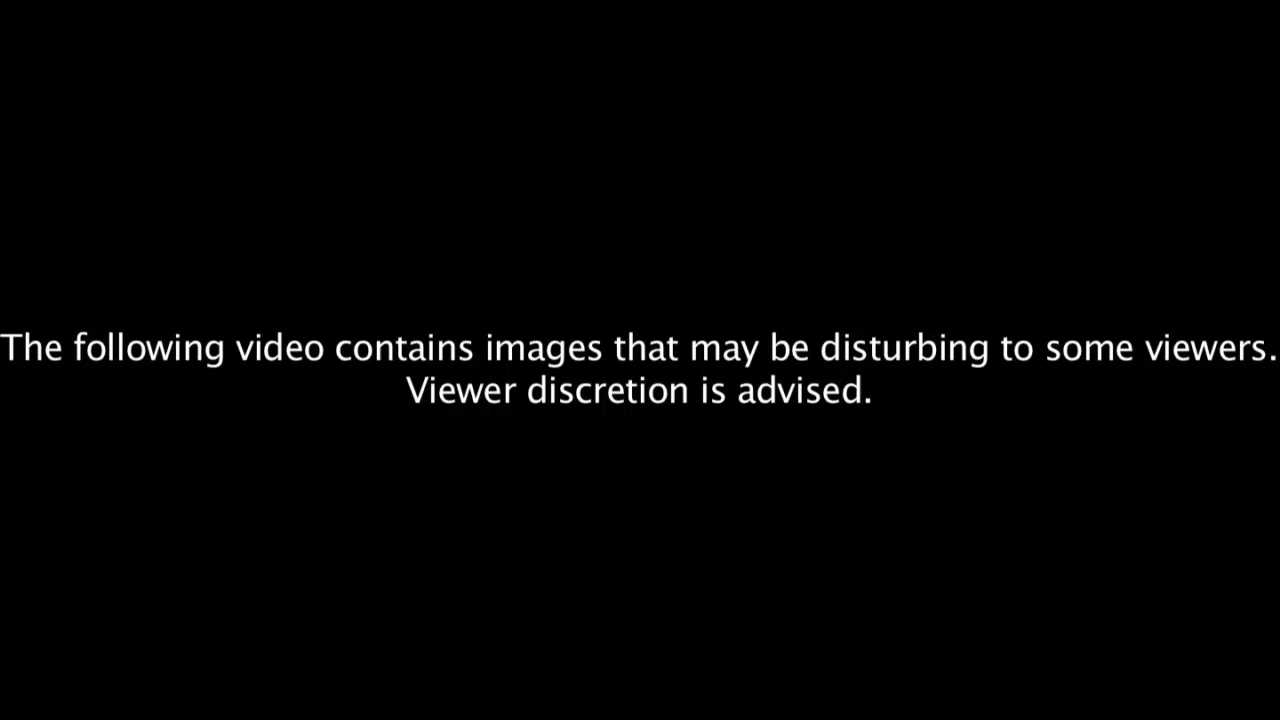 The following video contains images that may be disturbing to some viewers.
Viewer discretion is advised.